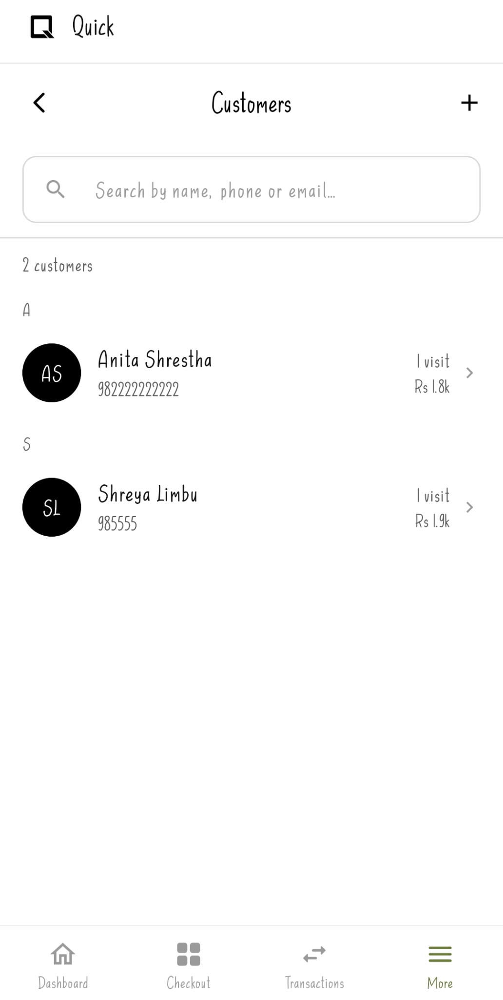 Quick
Customers
Search by name, phone or email...
2 customers
A
AS
Anita Shrestha
982222222222
1 visit
Rs 1.8k
S
SL
Shreya Limbu
985555
1 visit
Rs 1.9k
Dashboard
Checkout
Transactions
More